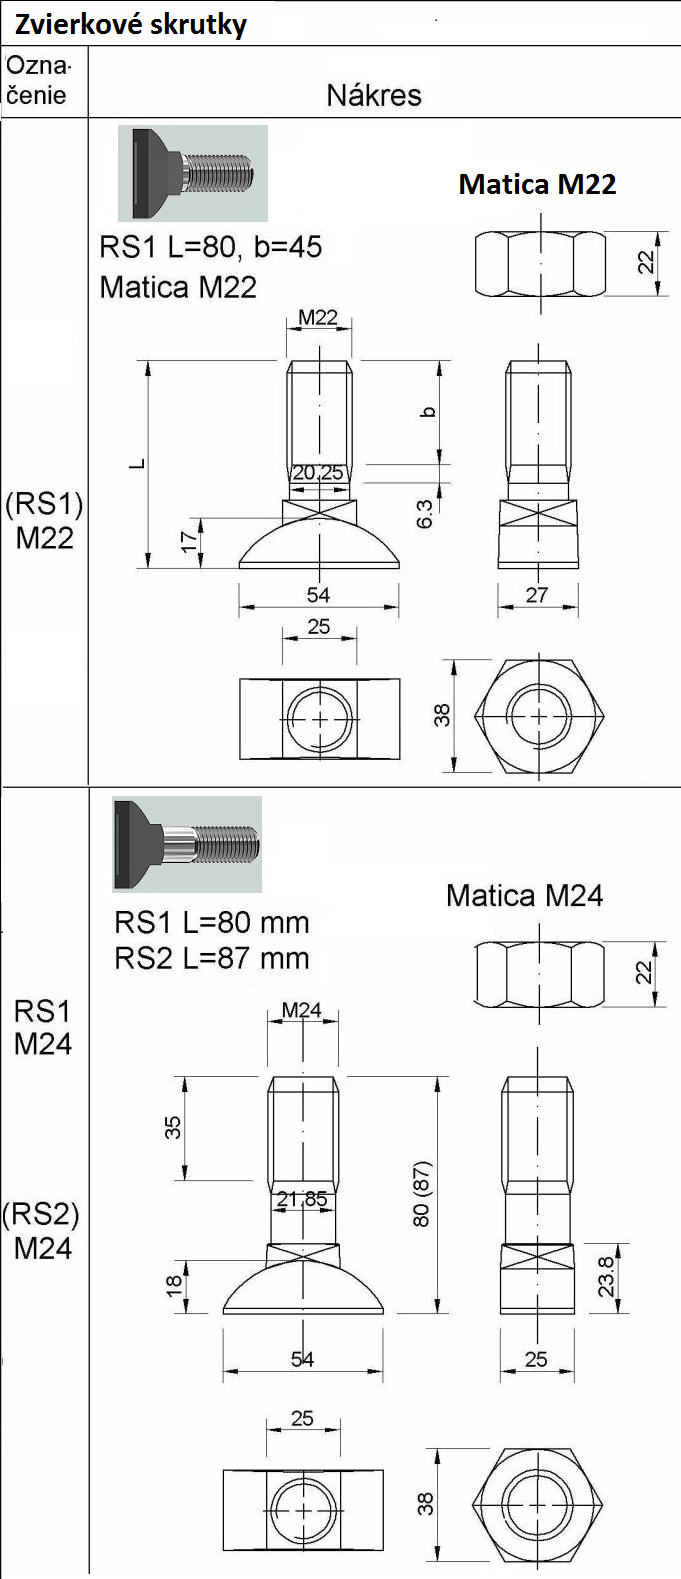 Zvierkové skrutky
Ozna-
čenie
Nákres
RS1 L=80, b=45
Matica M22
Matica M22
22
M22
L
b
20.25
6.3
17
54
27
(RS1)
M22
25
38
RS1 L=80 mm
RS2 L=87 mm
Matica M24
22
RS1
M24
M24
35
21.85
80 (87)
(RS2)
M24
18
23.8
54
25
25
38